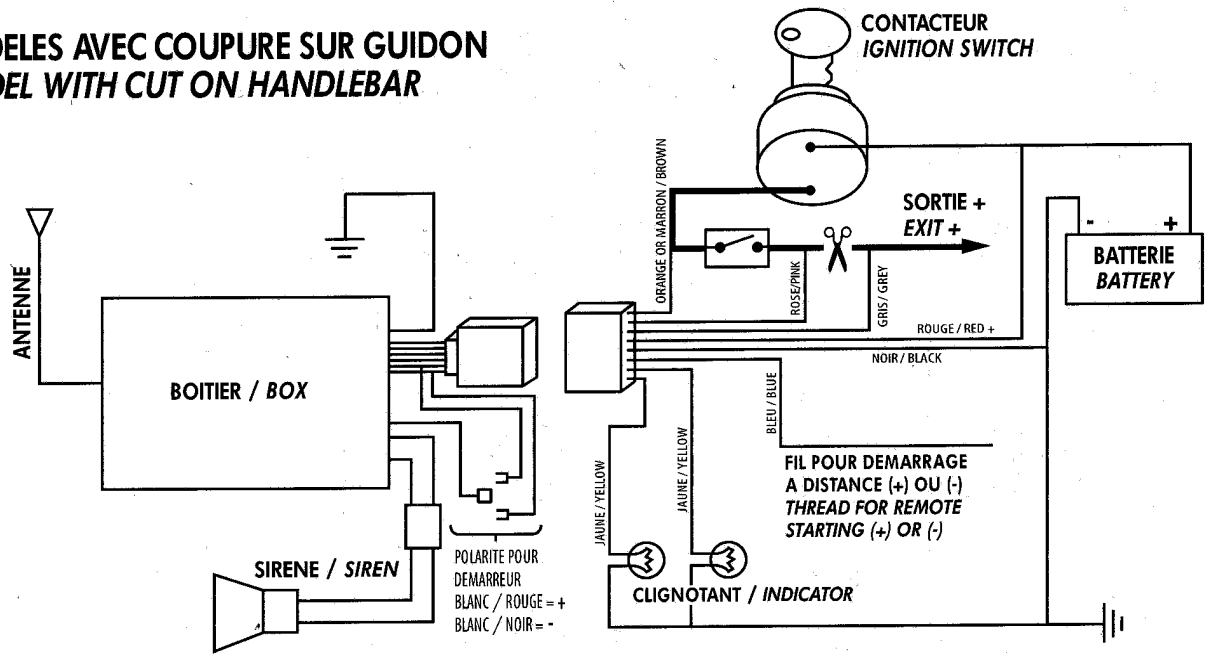 DELES AVEC COUPURE SUR GUIDON
DEL WITH CUT ON HANDLEBAR
CONTACTEUR
IGNITION SWITCH
ORANGE OR MARRON / BROWN
SORTIE +
EXIT +
- +
BATTERIE
BATTERY
ANTENNE
ROSE/PINK
GRIS / GREY
ROUGE / RED +
NOIR / BLACK
BOITIER / BOX
BLEU / BLUE
JAUNE / YELLOW
JAUNE / YELLOW
FIL POUR DEMARRAGE
A DISTANCE (+) OU (-)
THREAD FOR REMOTE
STARTING (+) OR (-)
SIRENE / SIREN
POLARITE POUR
DEMARREUR
BLANC / ROUGE = +
BLANC / NOIR = -
CLIGNOTANT / INDICATOR